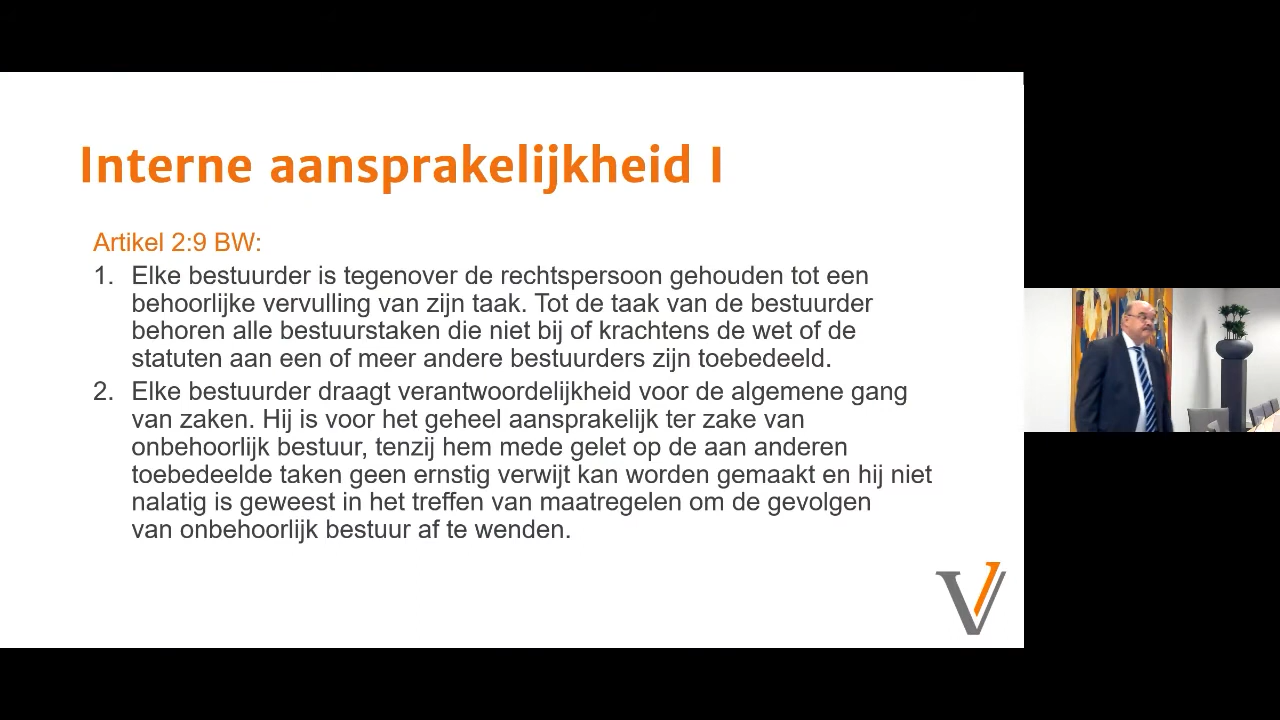 Interne aansprakelijkheid I
Artikel 2:9 BW:
1. Elke bestuurder is tegenover de rechtspersoon gehouden tot een
behoorlijke vervulling van zijn taak. Tot de taak van de bestuurder
behoren alle bestuurstaken die niet bij of krachtens de wet of de
statuten aan een of meer andere bestuurders zijn toebedeeld.
2. Elke bestuurder draagt verantwoordelijkheid voor de algemene gang
van zaken. Hij is voor het geheel aansprakelijk ter zake van
onbehoorlijk bestuur, tenzij hem mede gelet op de aan anderen
toebedeelde taken geen ernstig verwijt kan worden gemaakt en hij niet
nalatig is geweest in het treffen van maatregelen om de gevolgen
van onbehoorlijk bestuur af te wenden.
V